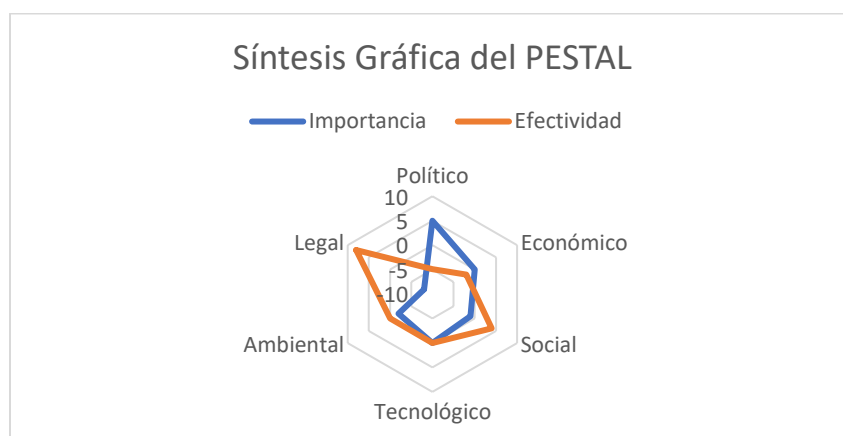 Síntesis Gráfica del PESTAL
Importancia Efectividad
Político
10
5
0
-5
-10
Legal Económico
Ambiental Social
Tecnológico